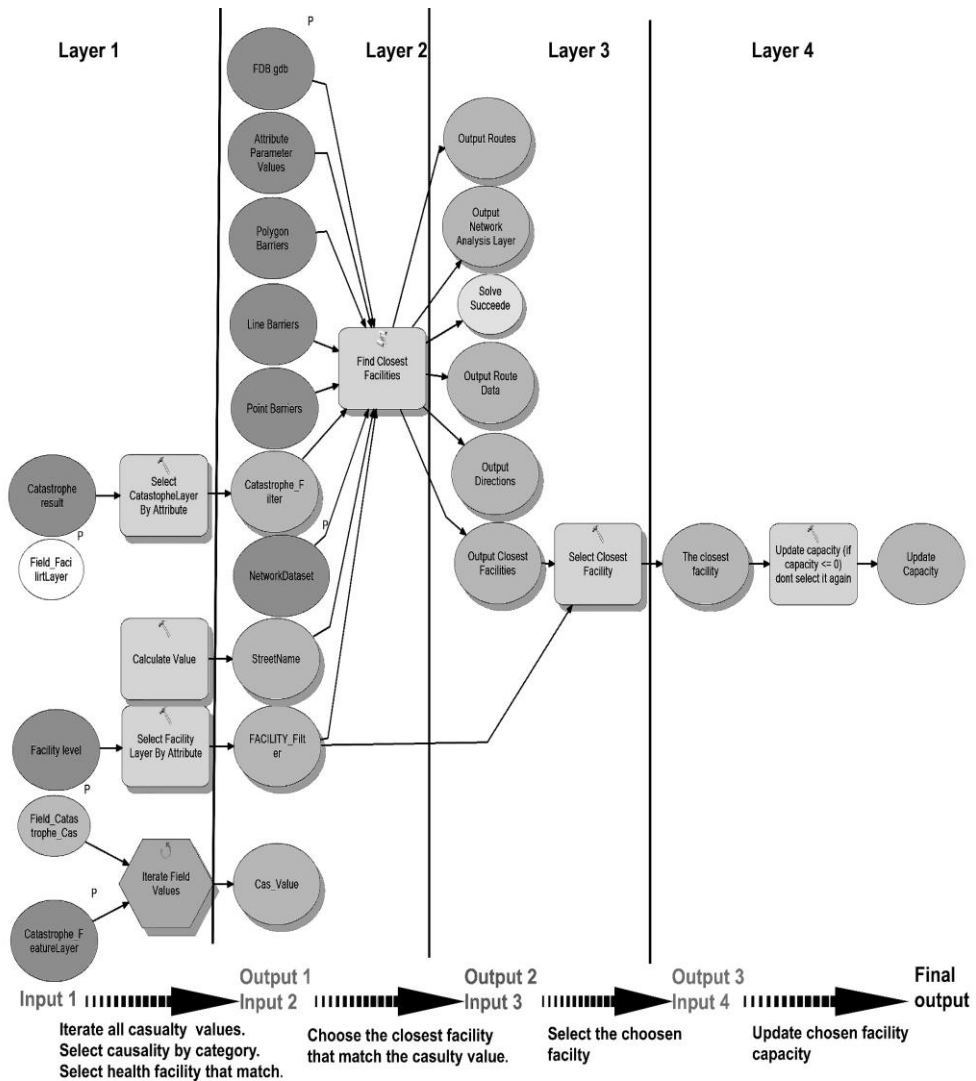 Layer 1
Layer 2
Layer 3
Layer 4
P
FDB gdb
Attribute
Parameter
Values
Polygon
Barriers
Line Barriers
Point Barriers
Find Closest
Facilities
Output Routes
Output
Network
Analysis Layer
Solve
Succeede
Output Route
Data
Output
Directions
Catastrophe
result
Select
CatastopheLayer
By Attribute
Catastrophe_F
ilter
P
Field_Faci
lirtLayer
P
NetworkDataset
Output Closest
Facilities
Select Closest
Facility
The closest
facility
Update capacity (if
capacity <= 0)
dont select it again
Update
Capacity
Calculate Value
StreetName
Facility level
Select Facility
Layer By Attribute
FACILITY_Filt
er
P
Field_Catas
trophe_Cas
Iterate Field
Values
Cas_Value
P
Catastrophe_F
eatureLayer
Input 1
Output 1
Input 2
Output 2
Input 3
Output 3
Input 4
Final
output
Iterate all casualty values.
Select causality by category.
Select health facility that match.
Choose the closest facility
that match the casulty value.
Select the choosen
facilty
Update chosen facility
capacity